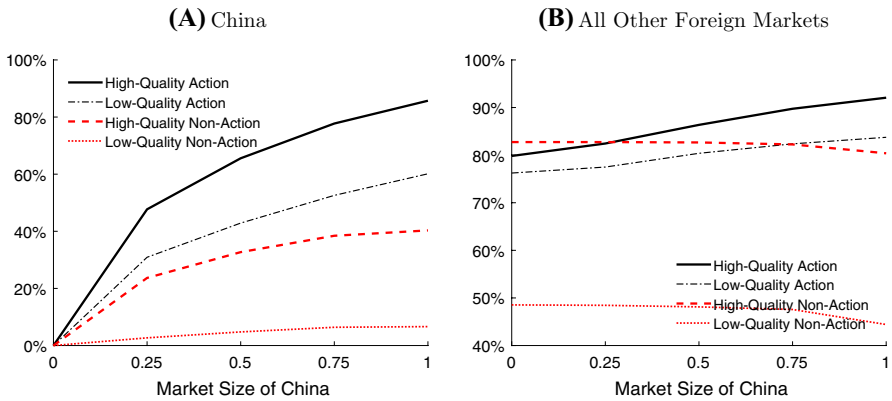 (A) China
100%
80%
60%
40%
20%
0%
High-Quality Action
Low-Quality Action
High-Quality Non-Action
Low-Quality Non-Action
0 0.25 0.5 0.75 1
Market Size of China
(B) All Other Foreign Markets
100%
90%
80%
70%
60%
50%
40%
High-Quality Action
Low-Quality Action
High-Quality Non-Action
Low-Quality Non-Action
0 0.25 0.5 0.75 1
Market Size of China